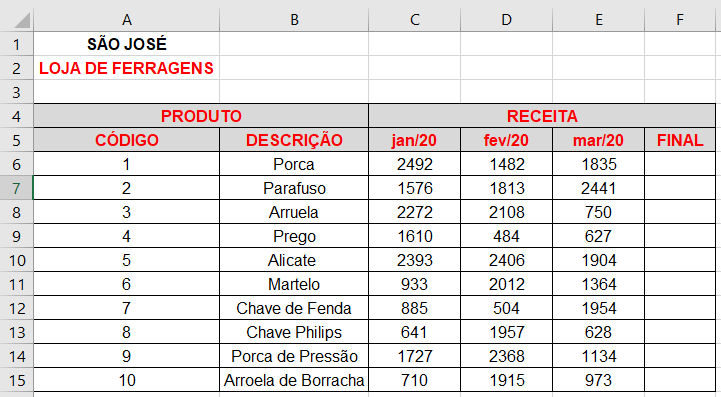 A B C D E F
1 SÃO JOSÉ
2 LOJA DE FERRAGENS
3
4 PRODUTO RECEITA
5 CÓDIGO DESCRIÇÃO jan/20 fev/20 mar/20 FINAL
6 1 Porca 2492 1482 1835
7 2 Parafuso 1576 1813 2441
8 3 Arruela 2272 2108 750
9 4 Prego 1610 484 627
10 5 Alicate 2393 2406 1904
11 6 Martelo 933 2012 1364
12 7 Chave de Fenda 885 504 1954
13 8 Chave Philips 641 1957 628
14 9 Porca de Pressão 1727 2368 1134
15 10 Arroela de Borracha 710 1915 973